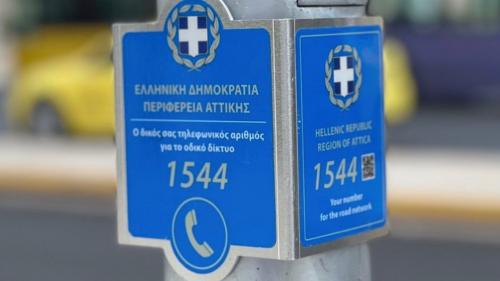 ΕΛΛΗΝΙΚΗ ΔΗΜΟΚΡΑΤΙΑ
ΠΕΡΙΦΕΡΕΙΑ ΑΤΤΙΚΗΣ
Ο δικός σας τηλεφωνικός αριθμός
για το οδικό δίκτυο
1544
HELLENIC REPUBLIC
REGION OF ATTICA
1544
Your number
for the road network